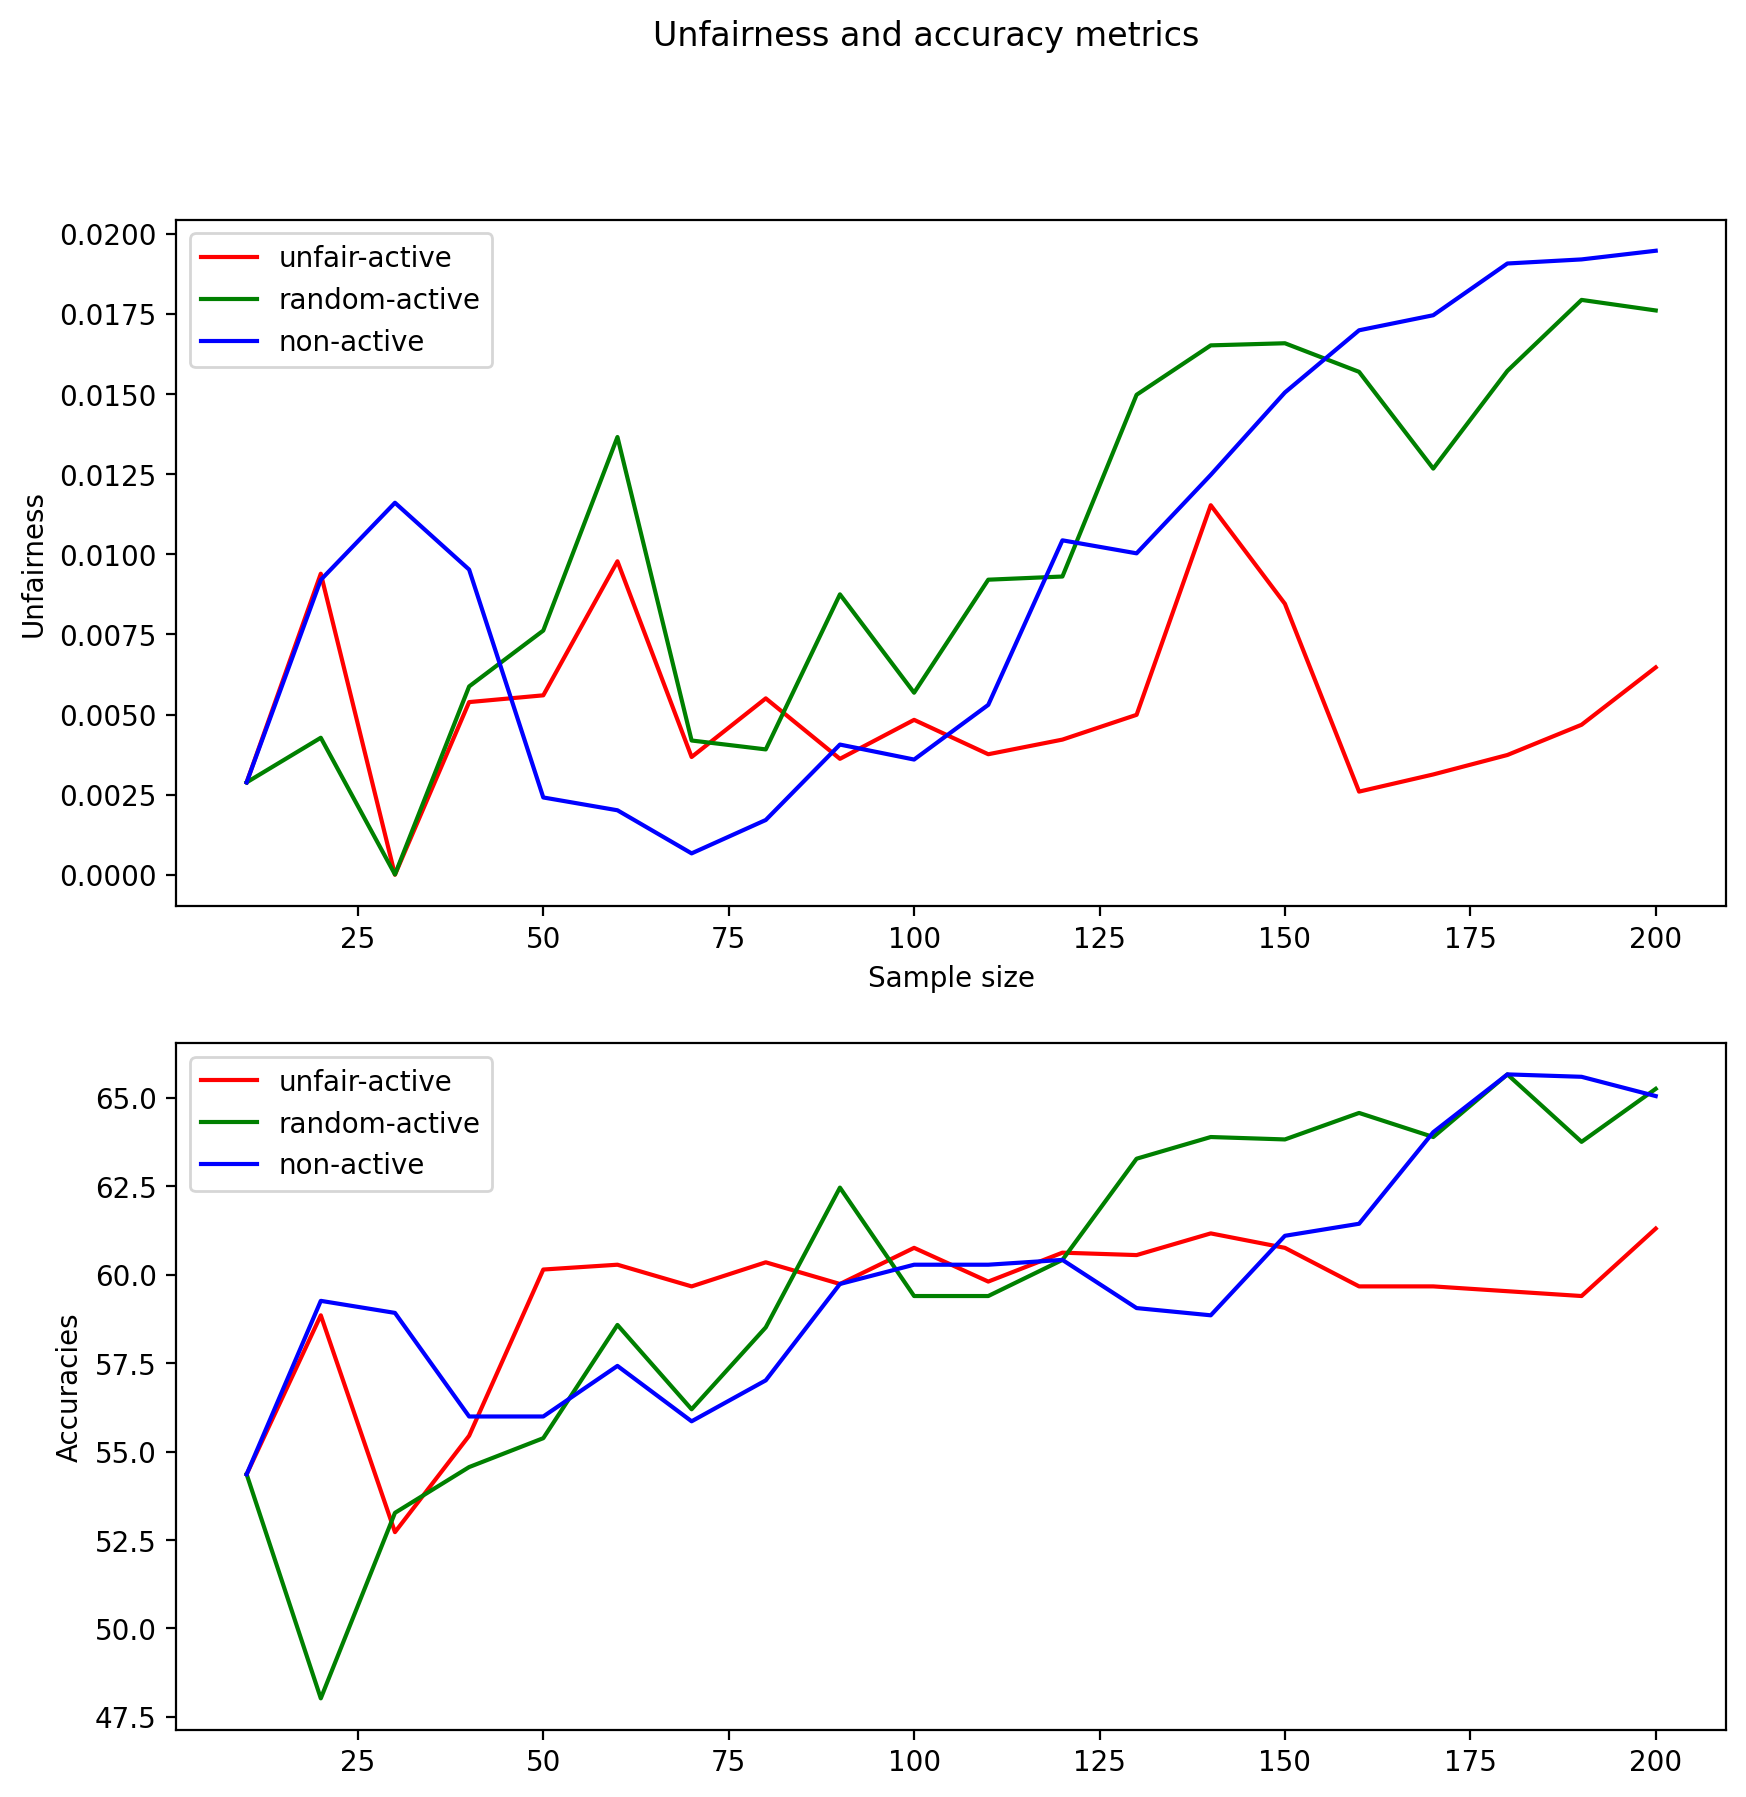 Unfairness and accuracy metrics
unfair-active
random-active
non-active
0.0200
0.0175
0.0150
0.0125
0.0100
0.0075
0.0050
0.0025
0.0000
Unfairness
25 50 75 100 125 150 175 200
Sample size
unfair-active
random-active
non-active
65.0
62.5
60.0
57.5
55.0
52.5
50.0
47.5
Accuracies
25 50 75 100 125 150 175 200